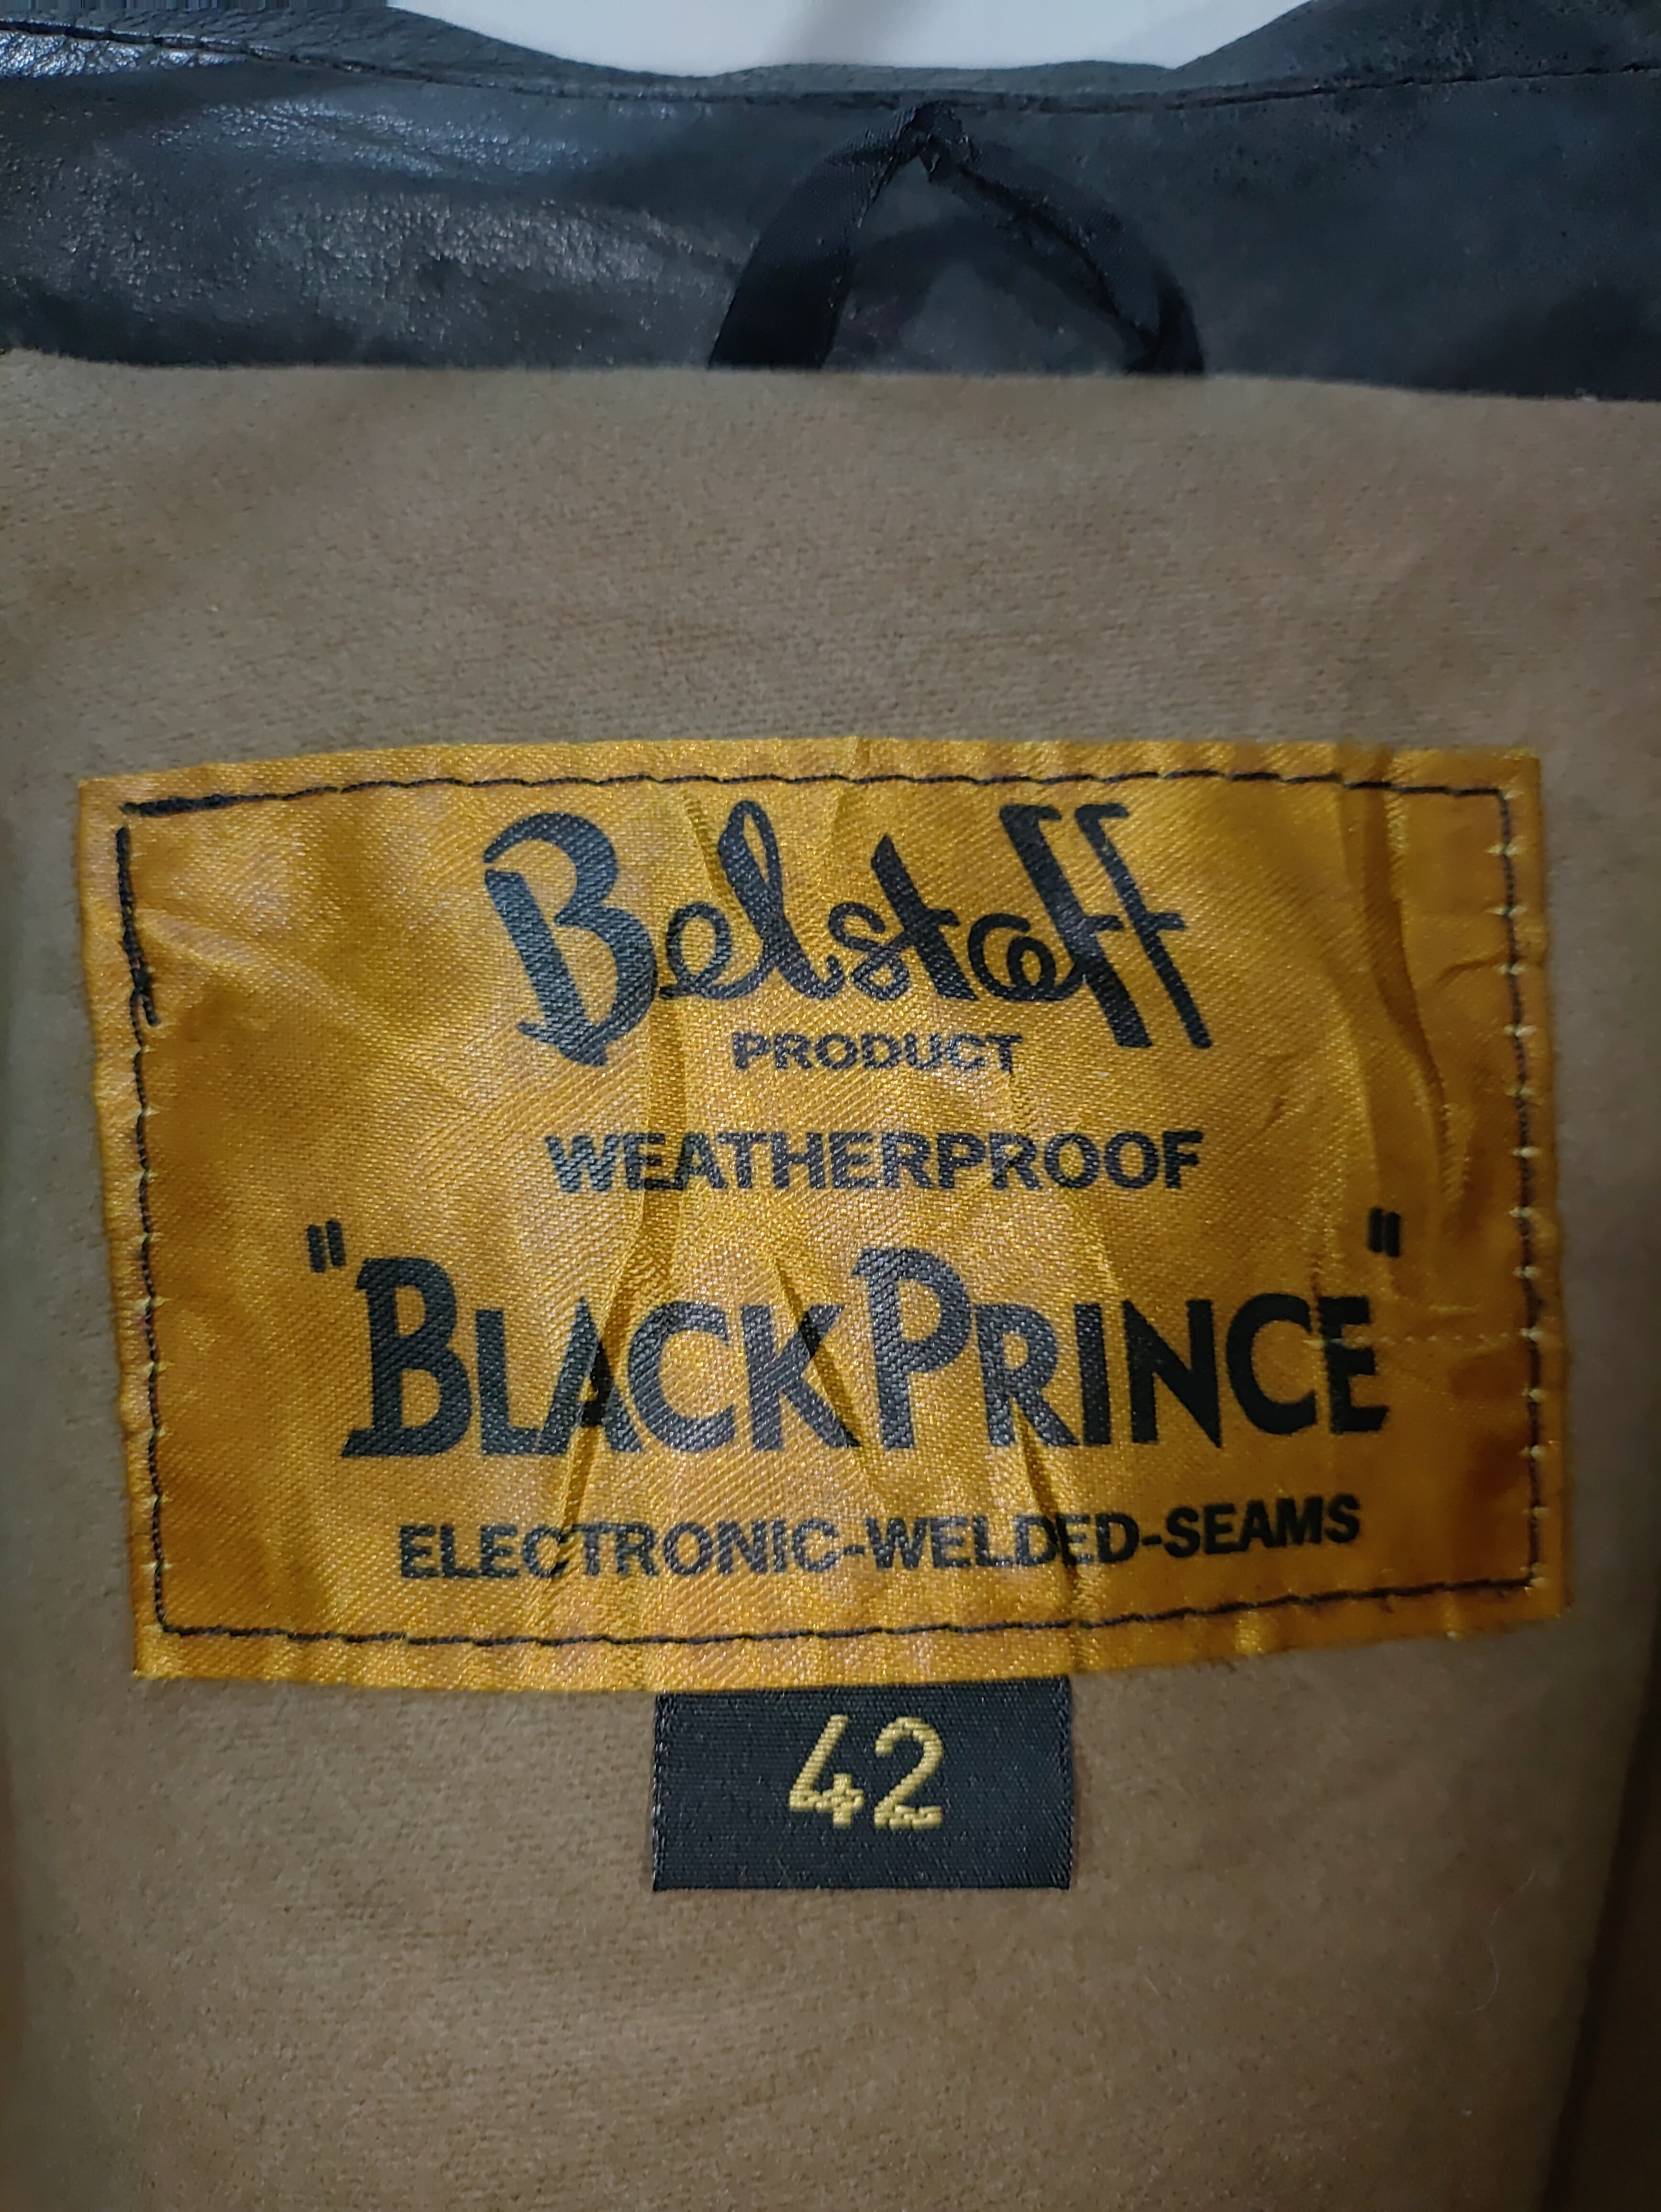 Belstaff
PRODUCT
WEATHERPROOF
"BLACK PRINCE"
ELECTRONIC-WELDED-SEAMS
42